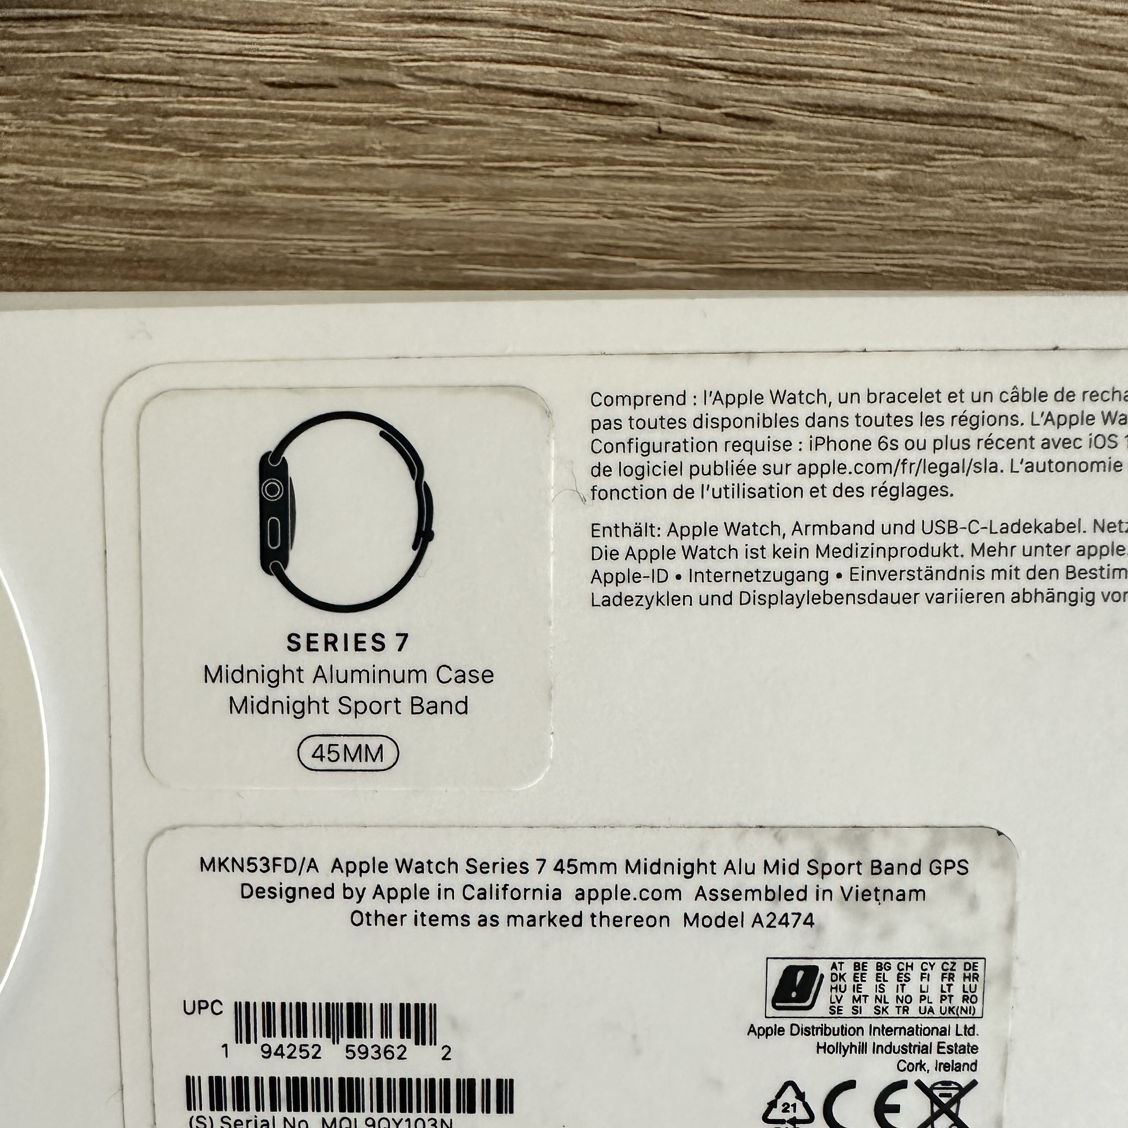 SERIES 7
Midnight Aluminum Case
Midnight Sport Band
45MM
Comprend : l'Apple Watch, un bracelet et un câble de
pas toutes disponibles dans toutes les régions. L'Apple
Configuration requise : iPhone 6s ou plus récent avec iOS
de logiciel publiée sur apple.com/fr/legal/sla. L'autonomie
fonction de l'utilisation et des réglages.
Enthält: Apple Watch, Armband und USB-C-Ladekabel.
Die Apple Watch ist kein Medizinprodukt. Mehr unter apple.
Apple-ID • Internetzugang • Einverständnis mit den
Ladezyklen und Displaylebensdauer variieren abhängig
MKN53FD/A Apple Watch Series 7 45mm Midnight Alu Mid Sport Band GPS
Designed by Apple in California apple.com Assembled in Vietnam
Other items as marked thereon Model A2474
UPC
1 94252 59362 2
AT BE BG CH CY CZ DE
DK EE EL ES FI FR HR
HU IE IS IT LI LT LU
LV MT NL NO PL PT RO
SE SI SK TR UA UK(NI)
Apple Distribution International Ltd.
Hollyhill Industrial Estate
Cork, Ireland
21
CE
(S) Serial No.